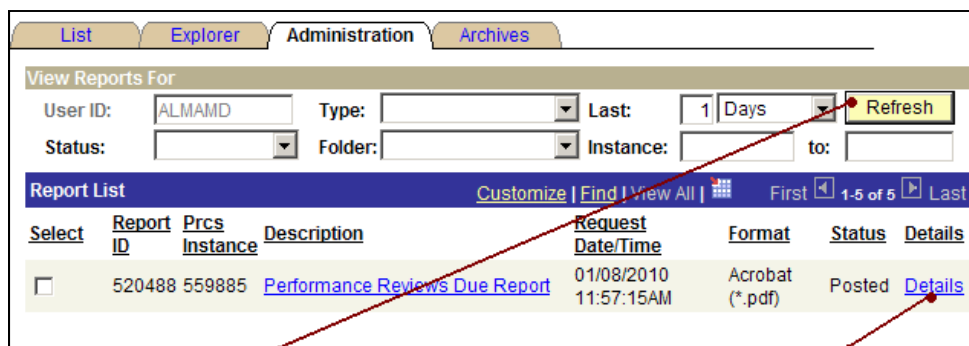 List Explorer Administration Archives
View Reports For
User ID: ALMAMD Type: Last: 1 Days Refresh
Status: Folder: Instance: to:
Report List Customize | Find | View All | First 1-5 of 5 Last
Select Report ID Prcs Instance Description Request Date/Time Format Status Details
520488 559885 Performance Reviews Due Report 01/08/2010 11:57:15AM Acrobat (*.pdf) Posted Details